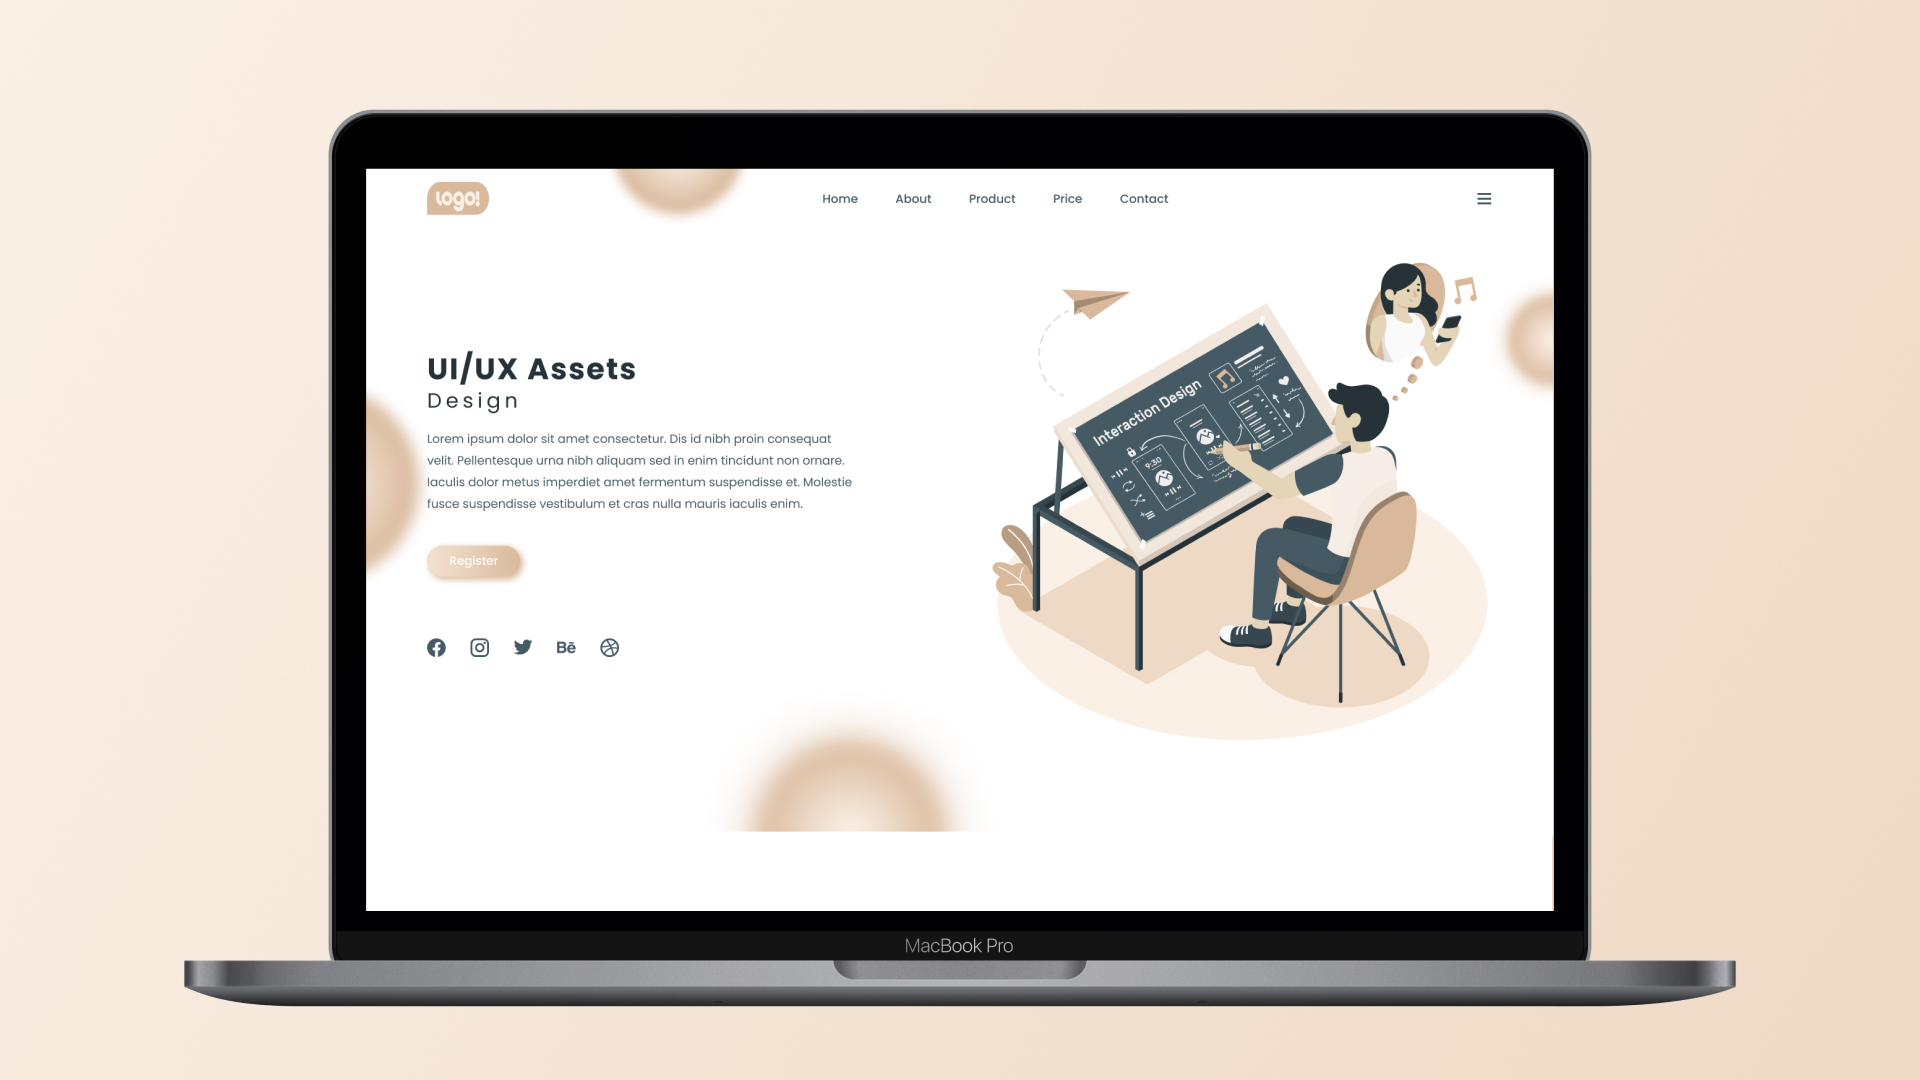 logo!
Home About Product Price Contact
UI/UX Assets
Design
Lorem ipsum dolor sit amet consectetur. Dis id nibh proin consequat
velit. Pellentesque urna nibh aliquam sed in enim tincidunt non ornare.
Iaculis dolor metus imperdiet amet fermentum suspendisse et. Molestie
fusce suspendisse vestibulum et cras nulla mauris iaculis enim.
Register
Bē
Interaction Design
9:30
MacBook Pro